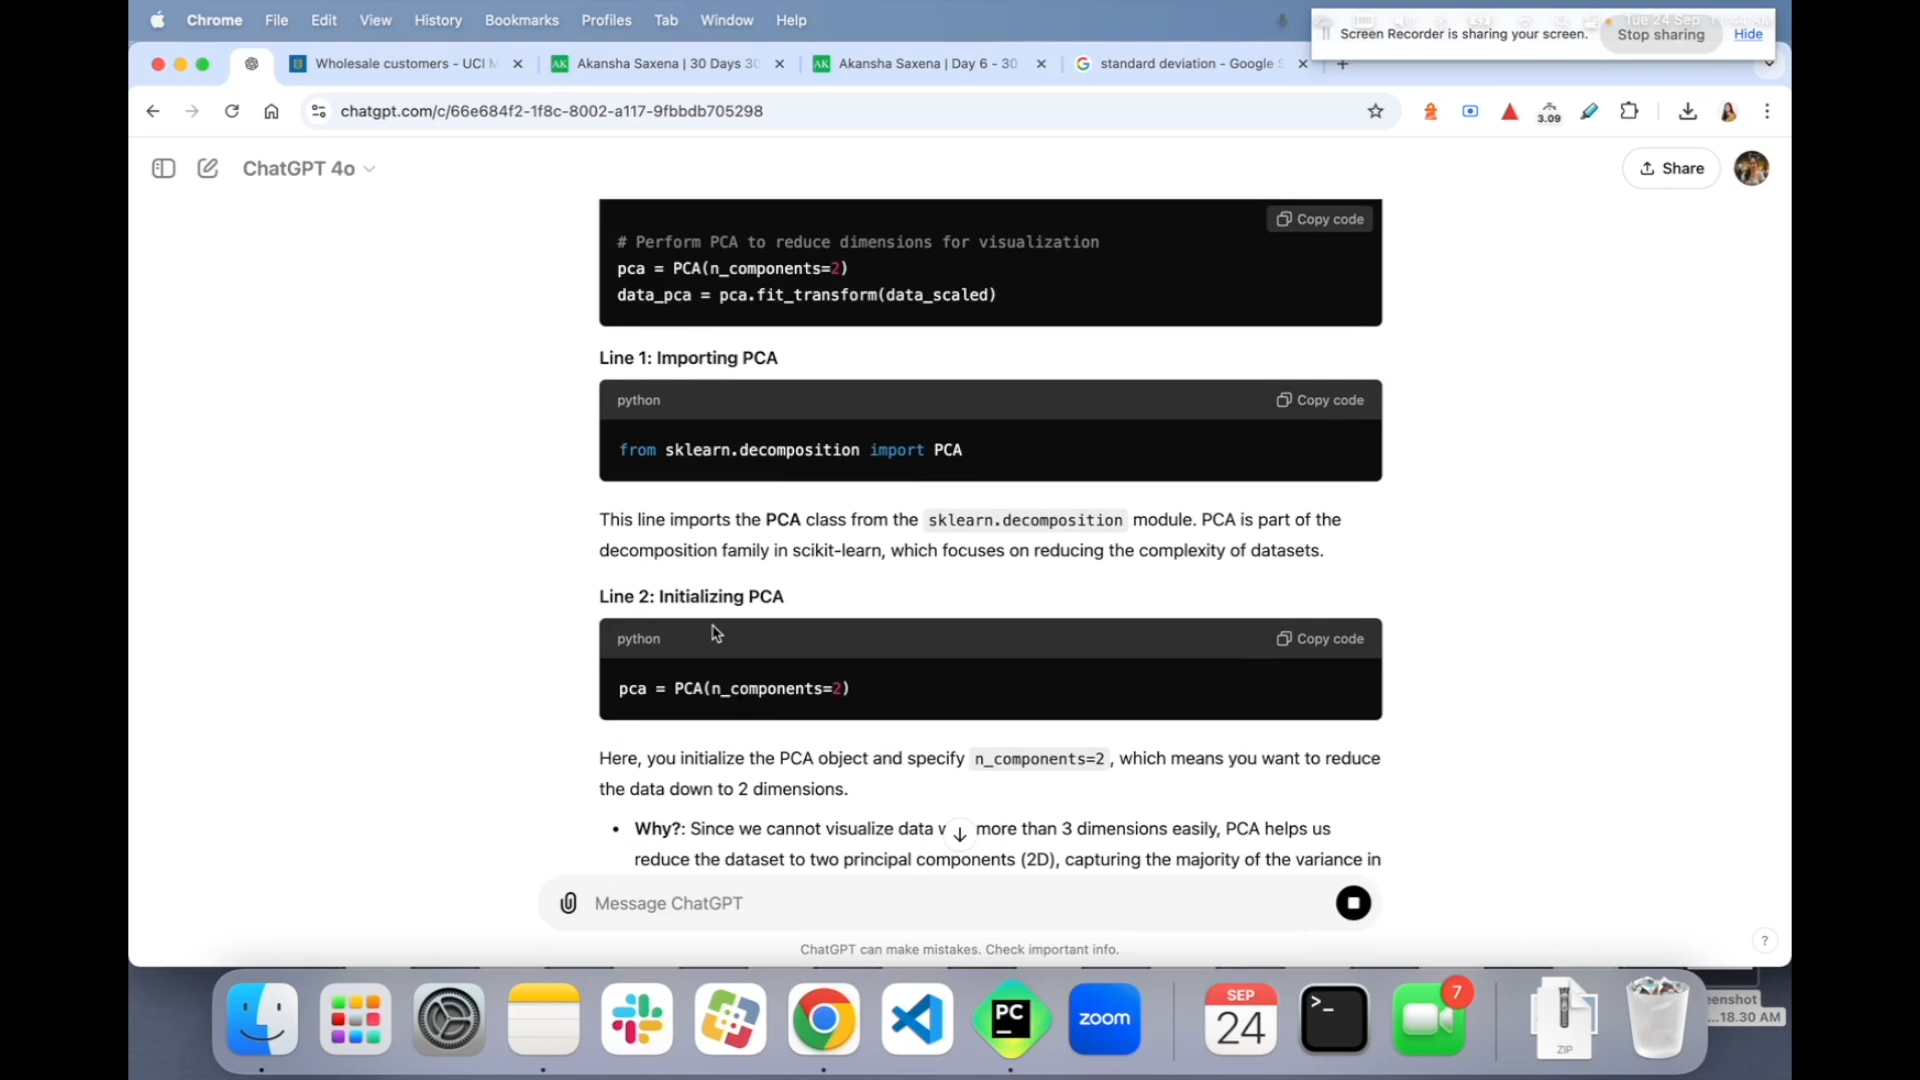 Chrome File Edit View History Bookmarks Profiles Tab Window Help
Tue 24 Sep
Screen Recorder is sharing your screen. Stop sharing Hide
Wholesale customers - UCI M
Akansha Saxena | 30 Days 30
Akansha Saxena | Day 6 - 30
standard deviation - Google S
chatgpt.com/c/66e684f2-1f8c-8002-a117-9fbbdb705298
3.09
ChatGPT 4o
Share
Copy code
# Perform PCA to reduce dimensions for visualization
pca = PCA(n_components=2)
data_pca = pca.fit_transform(data_scaled)
Line 1: Importing PCA
python Copy code
from sklearn.decomposition import PCA
This line imports the PCA class from the sklearn.decomposition module. PCA is part of the
decomposition family in scikit-learn, which focuses on reducing the complexity of datasets.
Line 2: Initializing PCA
python Copy code
pca = PCA(n_components=2)
Here, you initialize the PCA object and specify n_components=2 , which means you want to reduce
the data down to 2 dimensions.
• Why?: Since we cannot visualize data w more than 3 dimensions easily, PCA helps us
reduce the dataset to two principal components (2D), capturing the majority of the variance in
Message ChatGPT
ChatGPT can make mistakes. Check important info.
?
PC
zoom
SEP
24
>_
7
ZIP
eenshot
...18.30 AM